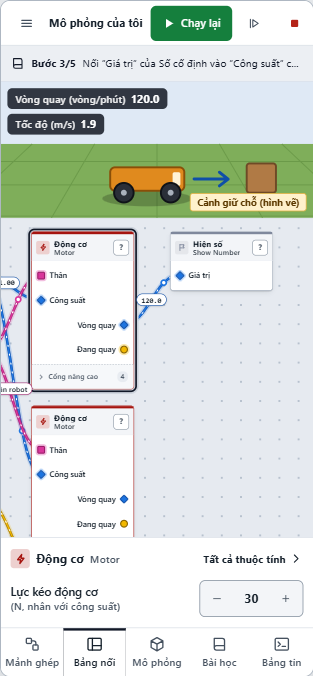 Mô phỏng của tôi
Chạy lại
Bước 3/5 Nối “Giá trị” của Số cố định vào “Công suất” c...
Vòng quay (vòng/phút) 120.0
Tốc độ (m/s) 1.9
Cảnh giữ chỗ (hình vẽ)
Động cơ
Motor
?
Hiện số
Show Number
?
Thân
Giá trị
1.00
Công suất
120.0
Vòng quay
Đang quay
Cổng nâng cao 4
in robot
Động cơ
Motor
?
Thân
Công suất
Vòng quay
Đang quay
Động cơ Motor
Tất cả thuộc tính
Lực kéo động cơ
(N, nhân với công suất)
− 30 +
Mảnh ghép
Bảng nối
Mô phỏng
Bài học
Bảng tin